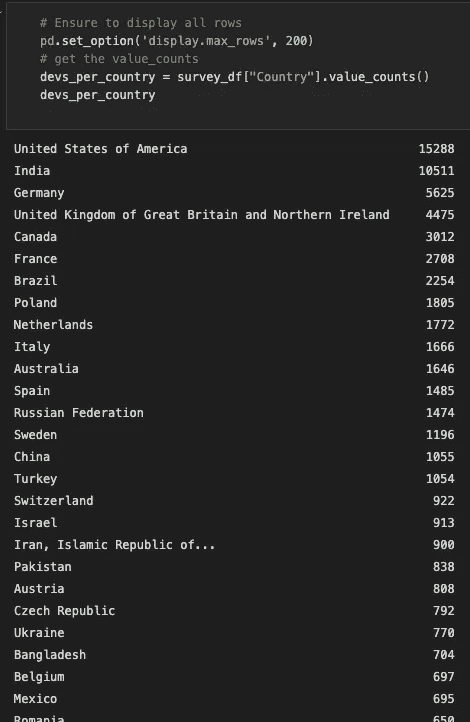 # Ensure to display all rows
pd.set_option('display.max_rows', 200)
# get the value_counts
devs_per_country = survey_df["Country"].value_counts()
devs_per_country
United States of America 15288
India 10511
Germany 5625
United Kingdom of Great Britain and Northern Ireland 4475
Canada 3012
France 2708
Brazil 2254
Poland 1805
Netherlands 1772
Italy 1666
Australia 1646
Spain 1485
Russian Federation 1474
Sweden 1196
China 1055
Turkey 1054
Switzerland 922
Israel 913
Iran, Islamic Republic of... 900
Pakistan 838
Austria 808
Czech Republic 792
Ukraine 770
Bangladesh 704
Belgium 697
Mexico 695
Romania 650